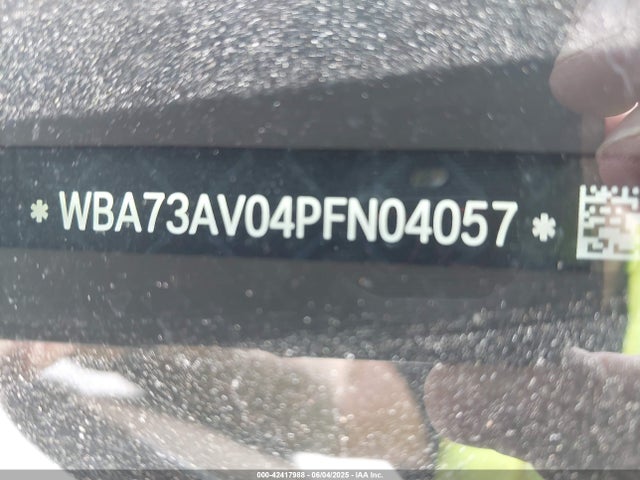 * WBA73AV04PFN04057 *
000-42417988 - 06/04/2025 - IAA Inc.